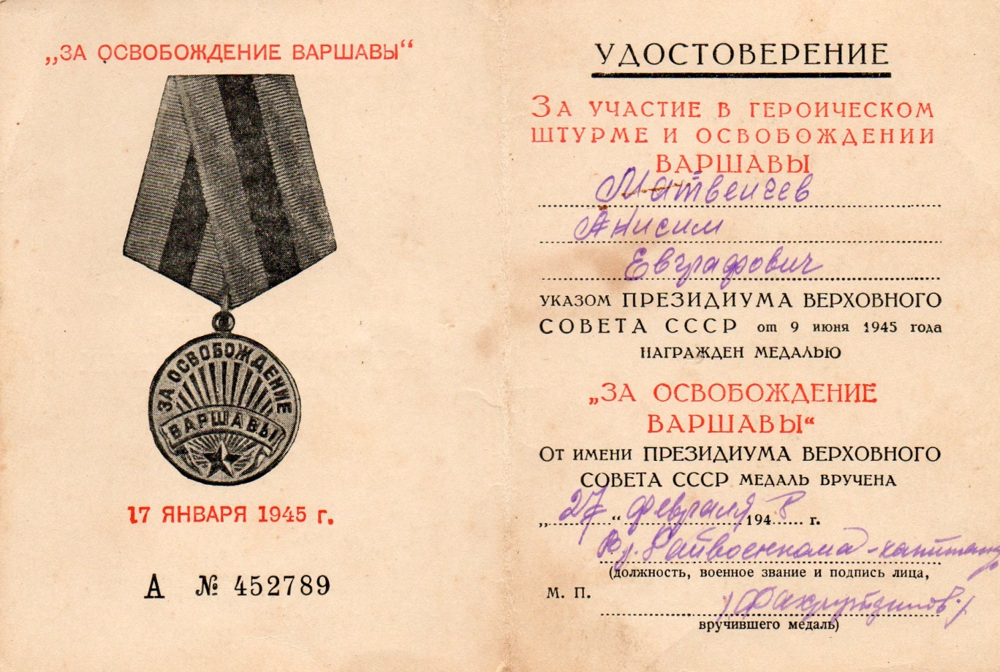 „ЗА ОСВОБОЖДЕНИЕ ВАРШАВЫ“
ЗА ОСВОБОЖДЕНИЕ
ВАРШАВЫ
17 ЯНВАРЯ 1945 г.
А № 452789
УДОСТОВЕРЕНИЕ
ЗА УЧАСТИЕ В ГЕРОИЧЕСКОМ
ШТУРМЕ И ОСВОБОЖДЕНИИ
ВАРШАВЫ
Матвеичев
Анисим
Евграфович
УКАЗОМ ПРЕЗИДИУМА ВЕРХОВНОГО
СОВЕТА СССР от 9 июня 1945 года
НАГРАЖДЕН МЕДАЛЬЮ
„ЗА ОСВОБОЖДЕНИЕ
ВАРШАВЫ“
ОТ ИМЕНИ ПРЕЗИДИУМА ВЕРХОВНОГО
СОВЕТА СССР МЕДАЛЬ ВРУЧЕНА
„27“ февраля 1948 г.
Райвоенкома - капитан
(должность, военное звание и подпись лица,
М. П.
(Фахрутдинов)
вручившего медаль)